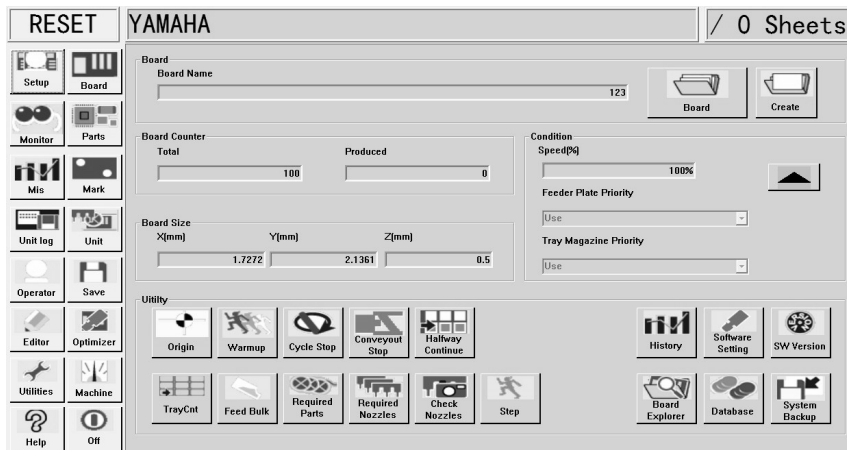 RESET
YAMAHA
/ 0 Sheets
Setup
Board
Monitor
Parts
Mis
Mark
Unit log
Unit
Operator
Save
Editor
Optimizer
Utilities
Machine
Help
Off
Board
Board Name
123
Board
Create
Board Counter
Total
Produced
100
0
Condition
Speed(%)
100%
Feeder Plate Priority
Use
Tray Magazine Priority
Use
Board Size
X(mm)
Y(mm)
Z(mm)
1.7272
2.1361
0.5
Uitilty
Origin
Warmup
Cycle Stop
Conveyout
Stop
Halfway
Continue
History
Software
Setting
SW Version
TrayCnt
Feed Bulk
Required
Parts
Required
Nozzles
Check
Nozzles
Step
Board
Explorer
Database
System
Backup